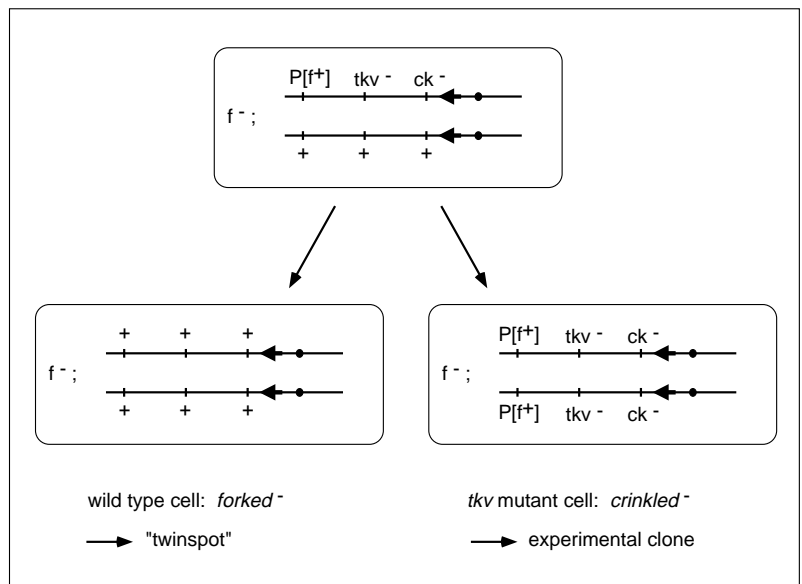 P[f+] tkv - ck -
f - ;
+ + +
+ + +
f - ;
+ + +
P[f+] tkv - ck -
f - ;
P[f+] tkv - ck -
wild type cell: forked -
"twinspot"
tkv mutant cell: crinkled -
experimental clone